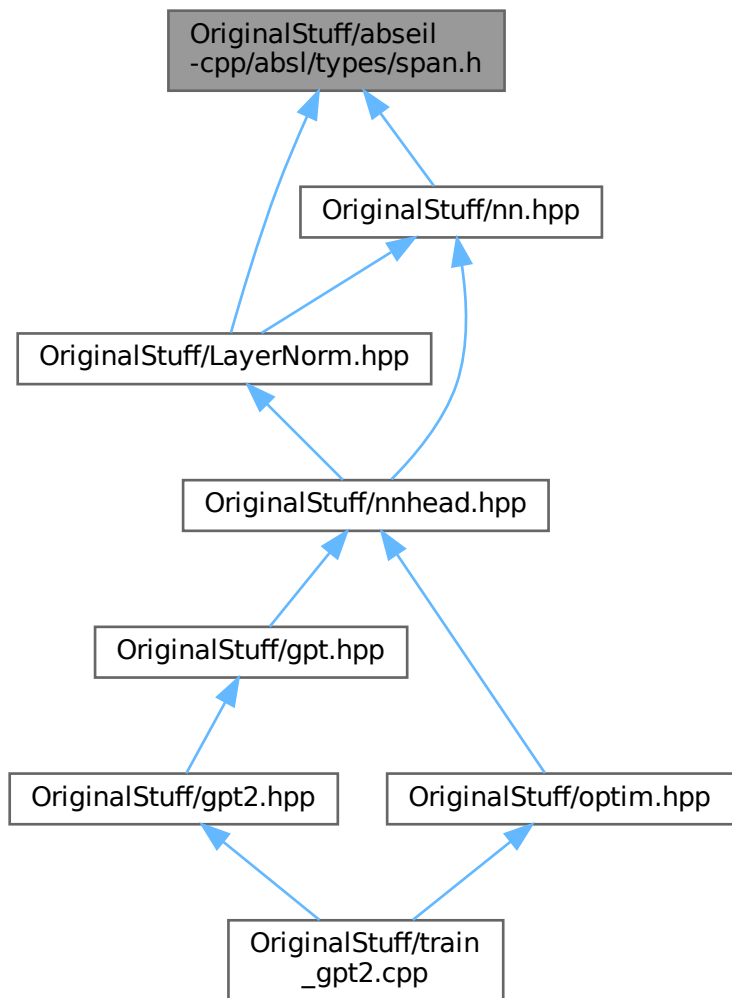 OriginalStuff/abseil
-cpp/absl/types/span.h
OriginalStuff/nn.hpp
OriginalStuff/LayerNorm.hpp
OriginalStuff/nnhead.hpp
OriginalStuff/gpt.hpp
OriginalStuff/gpt2.hpp
OriginalStuff/optim.hpp
OriginalStuff/train
_gpt2.cpp